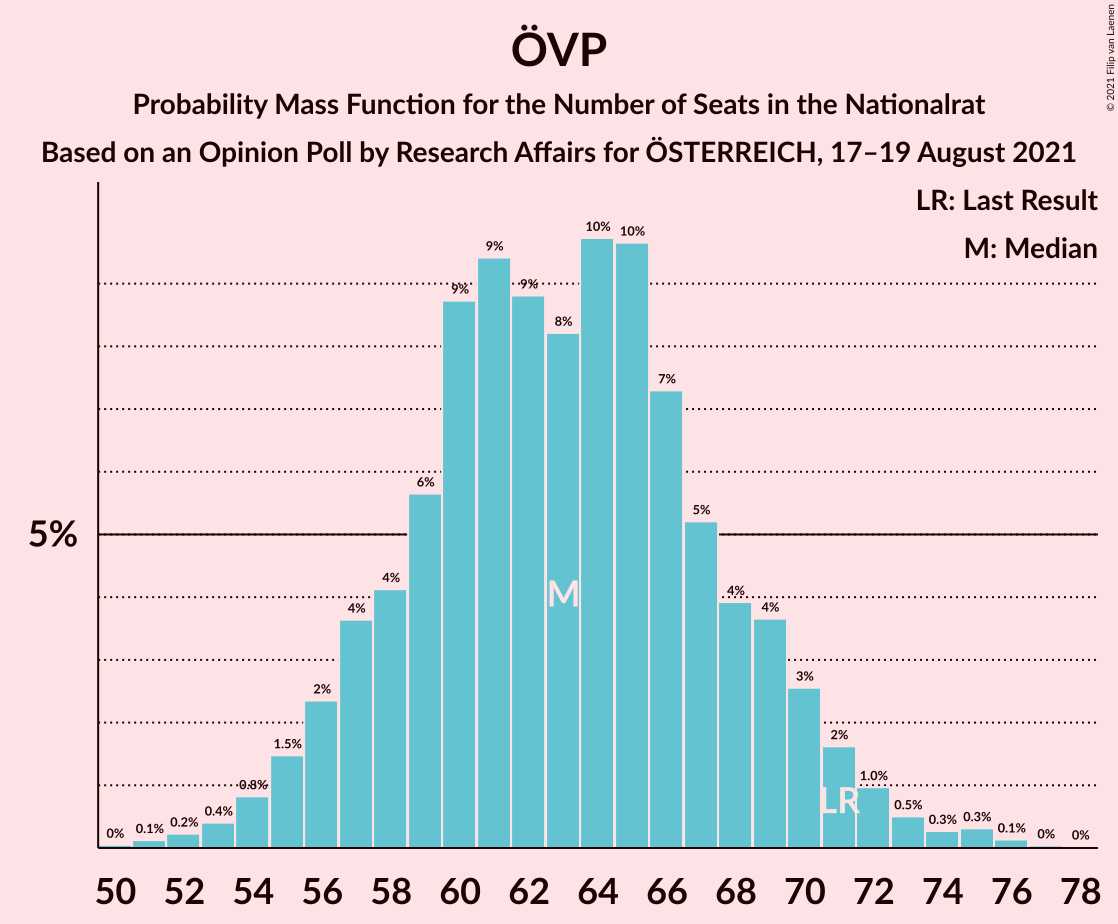 ÖVP
Probability Mass Function for the Number of Seats in the Nationalrat
Based on an Opinion Poll by Research Affairs for ÖSTERREICH, 17–19 August 2021
© 2021 Filip van Laenen
LR: Last Result
M: Median
5%
0% 0.1% 0.2% 0.4% 0.8% 1.5% 2% 4% 4% 6% 9% 9% 9% 8% 10% 10% 7% 5% 4% 4% 3% 2% 1.0% 0.5% 0.3% 0.3% 0.1% 0% 0%
M
LR
50 52 54 56 58 60 62 64 66 68 70 72 74 76 78